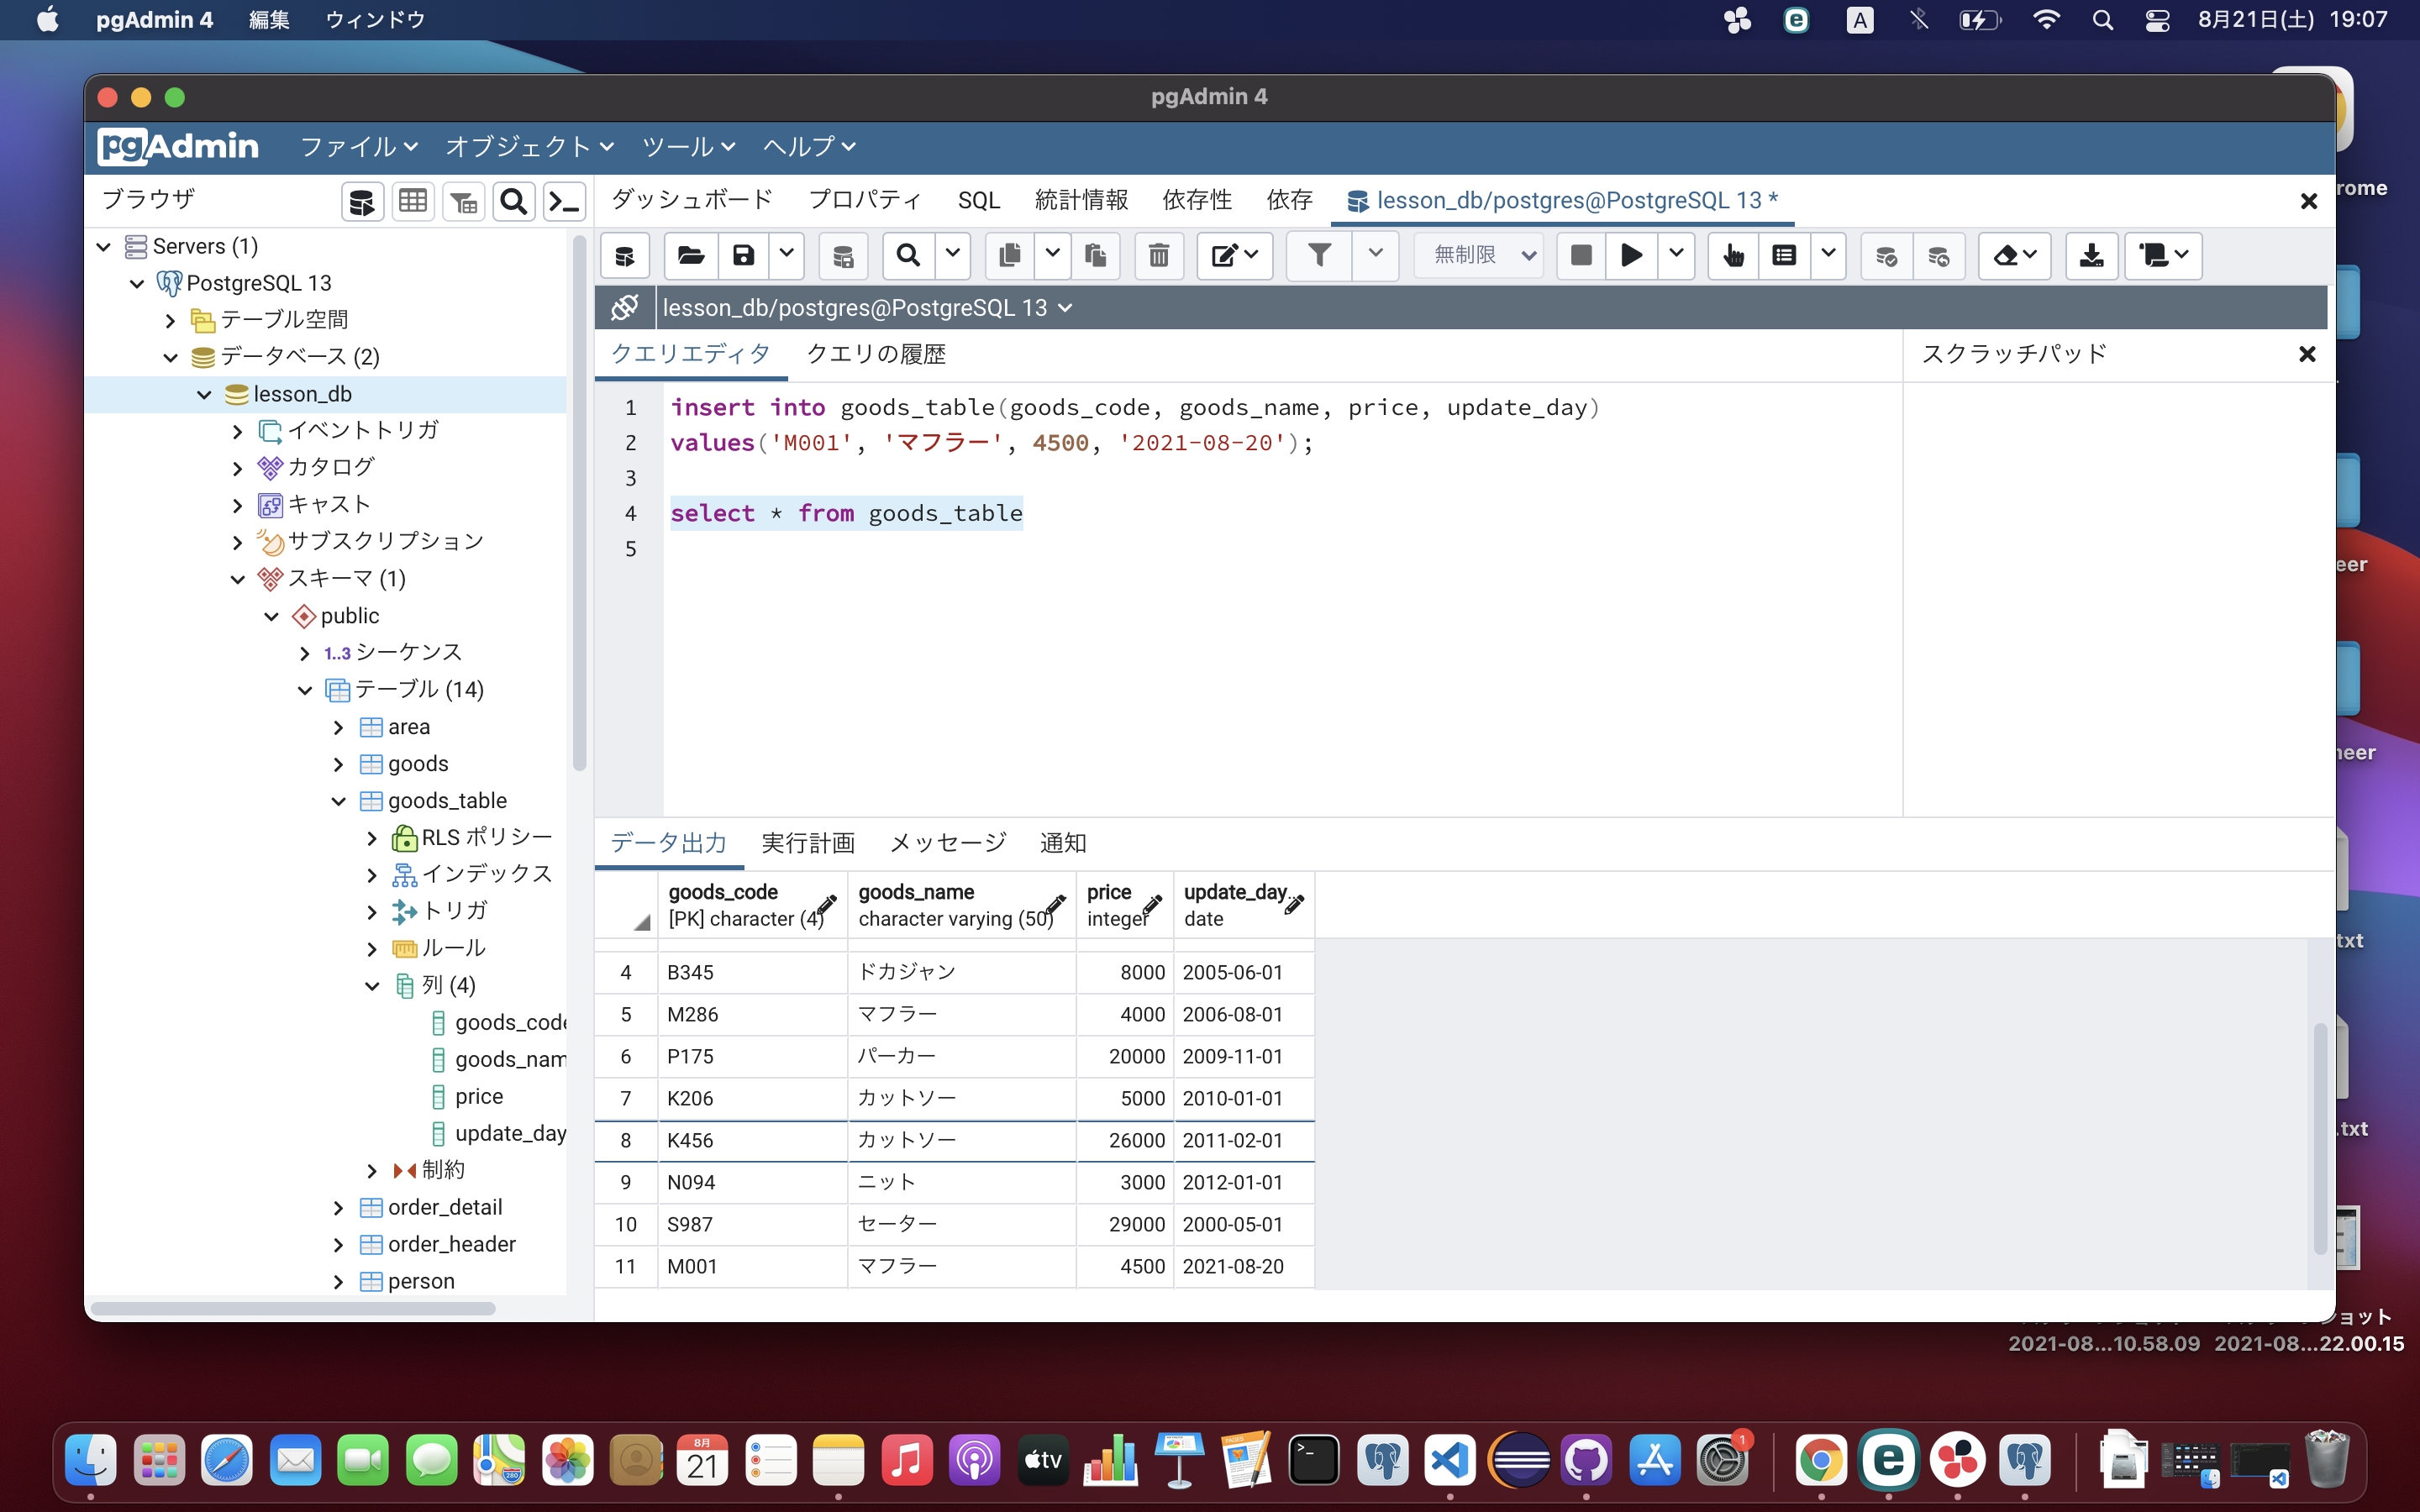 pgAdmin 4 編集 ウィンドウ A 8月21日(土) 19:07
pgAdmin 4
pgAdmin ファイル オブジェクト ツール ヘルプ
ブラウザ
ダッシュボード プロパティ SQL 統計情報 依存性 依存 lesson_db/postgres@PostgreSQL 13 *
無制限
lesson_db/postgres@PostgreSQL 13
クエリエディタ クエリの履歴 スクラッチパッド
Servers (1)
PostgreSQL 13
テーブル空間
データベース (2)
lesson_db
イベントトリガ
カタログ
キャスト
サブスクリプション
スキーマ (1)
public
1..3 シーケンス
テーブル (14)
area
goods
goods_table
RLS ポリシー
インデックス
トリガ
ルール
列 (4)
goods_code
goods_nam
price
update_day
制約
order_detail
order_header
person
1 insert into goods_table(goods_code, goods_name, price, update_day)
2 values('M001', 'マフラー', 4500, '2021-08-20');
3
4 select * from goods_table
5
データ出力 実行計画 メッセージ 通知
goods_code goods_name price update_day..
[PK] character (4) character varying (50) integer date
4 B345 ドカジャン 8000 2005-06-01
5 M286 マフラー 4000 2006-08-01
6 P175 パーカー 20000 2009-11-01
7 K206 カットソー 5000 2010-01-01
8 K456 カットソー 26000 2011-02-01
9 N094 ニット 3000 2012-01-01
10 S987 セーター 29000 2000-05-01
11 M001 マフラー 4500 2021-08-20
rome
eer
neer
txt
.txt
ョット
2021-08...10.58.09 2021-08...22.00.15
8月
21
280
tv
PAGES
1